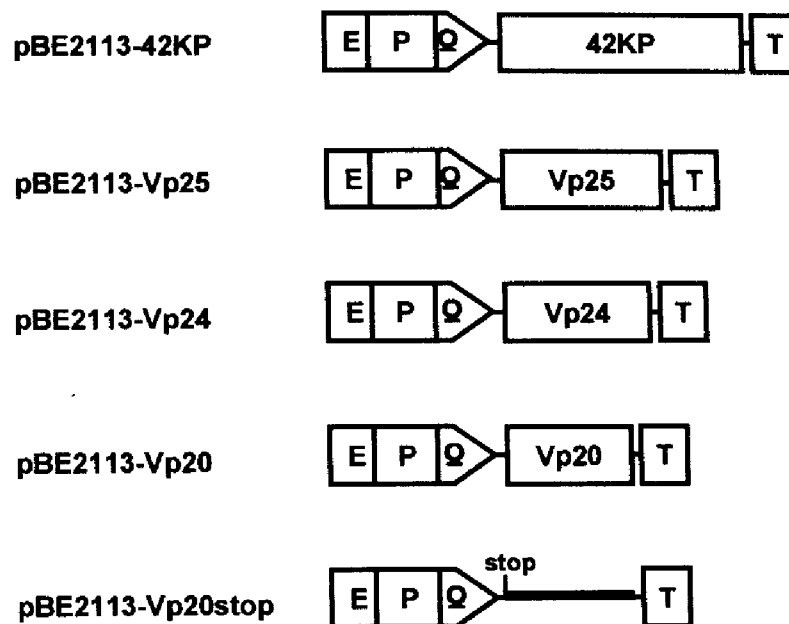 pBE2113-42KP E P Ω 42KP T
pBE2113-Vp25 E P Ω Vp25 T
pBE2113-Vp24 E P Ω Vp24 T
pBE2113-Vp20 E P Ω Vp20 T
stop
pBE2113-Vp20stop E P Ω T